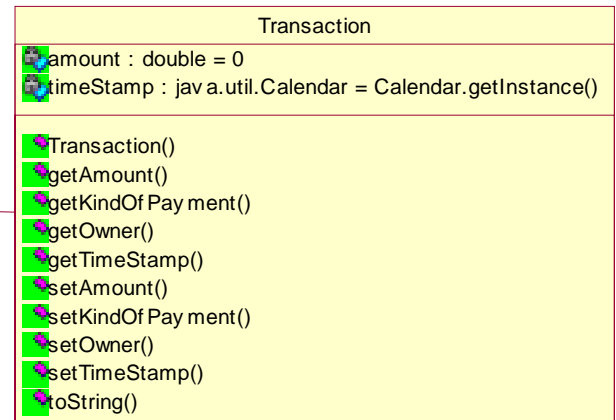 Transaction
amount : double = 0
timeStamp : java.util.Calendar = Calendar.getInstance()
Transaction()
getAmount()
getKindOfPayment()
getOwner()
getTimeStamp()
setAmount()
setKindOfPayment()
setOwner()
setTimeStamp()
toString()